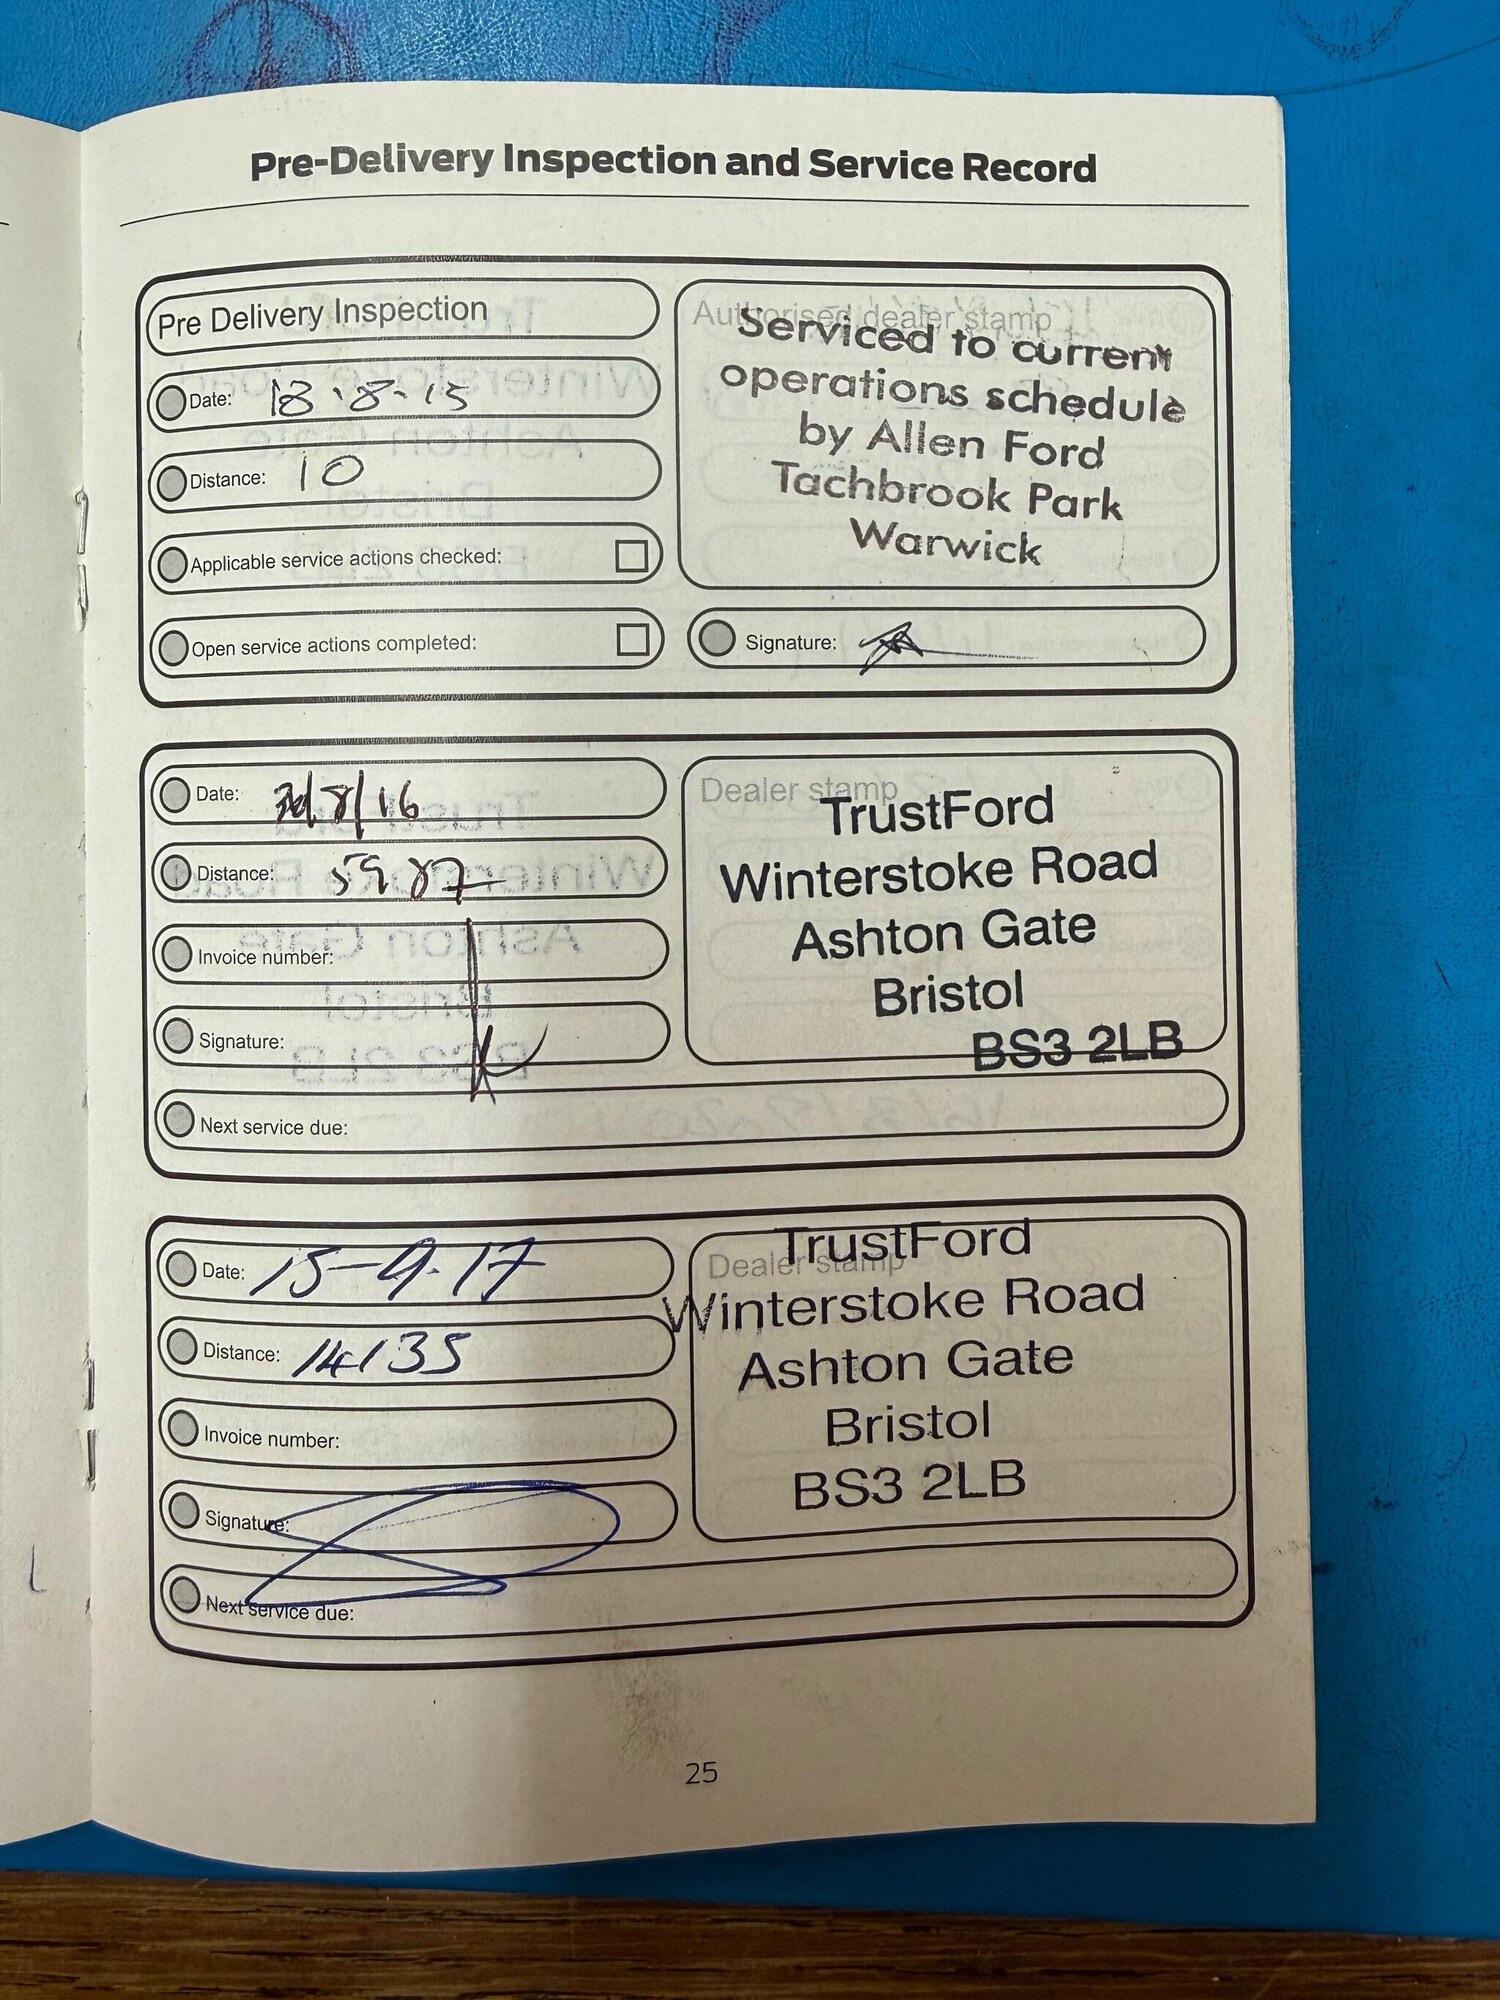 Pre-Delivery Inspection and Service Record
Pre Delivery Inspection
Date: 18.8.15
Distance: 10
Applicable service actions checked:
Open service actions completed:
Authorised dealer stamp
Serviced to current
operations schedule
by Allen Ford
Tachbrook Park
Warwick
Signature:
Date: /8/16
Distance: 5987
Invoice number:
Signature:
Next service due:
Dealer stamp
TrustFord
Winterstoke Road
Ashton Gate
Bristol
BS3 2LB
Date: 15-9-17
Distance: 14135
Invoice number:
Signature:
Next service due:
Dealer stamp
TrustFord
Winterstoke Road
Ashton Gate
Bristol
BS3 2LB
25